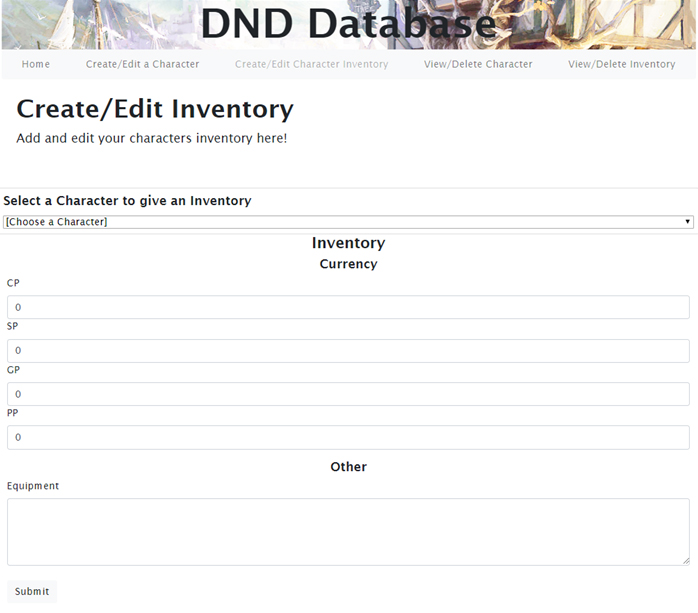 DND Database
Home Create/Edit a Character Create/Edit Character Inventory View/Delete Character View/Delete Inventory
Create/Edit Inventory
Add and edit your characters inventory here!
Select a Character to give an Inventory
[Choose a Character]
Inventory
Currency
CP
0
SP
0
GP
0
PP
0
Other
Equipment
Submit